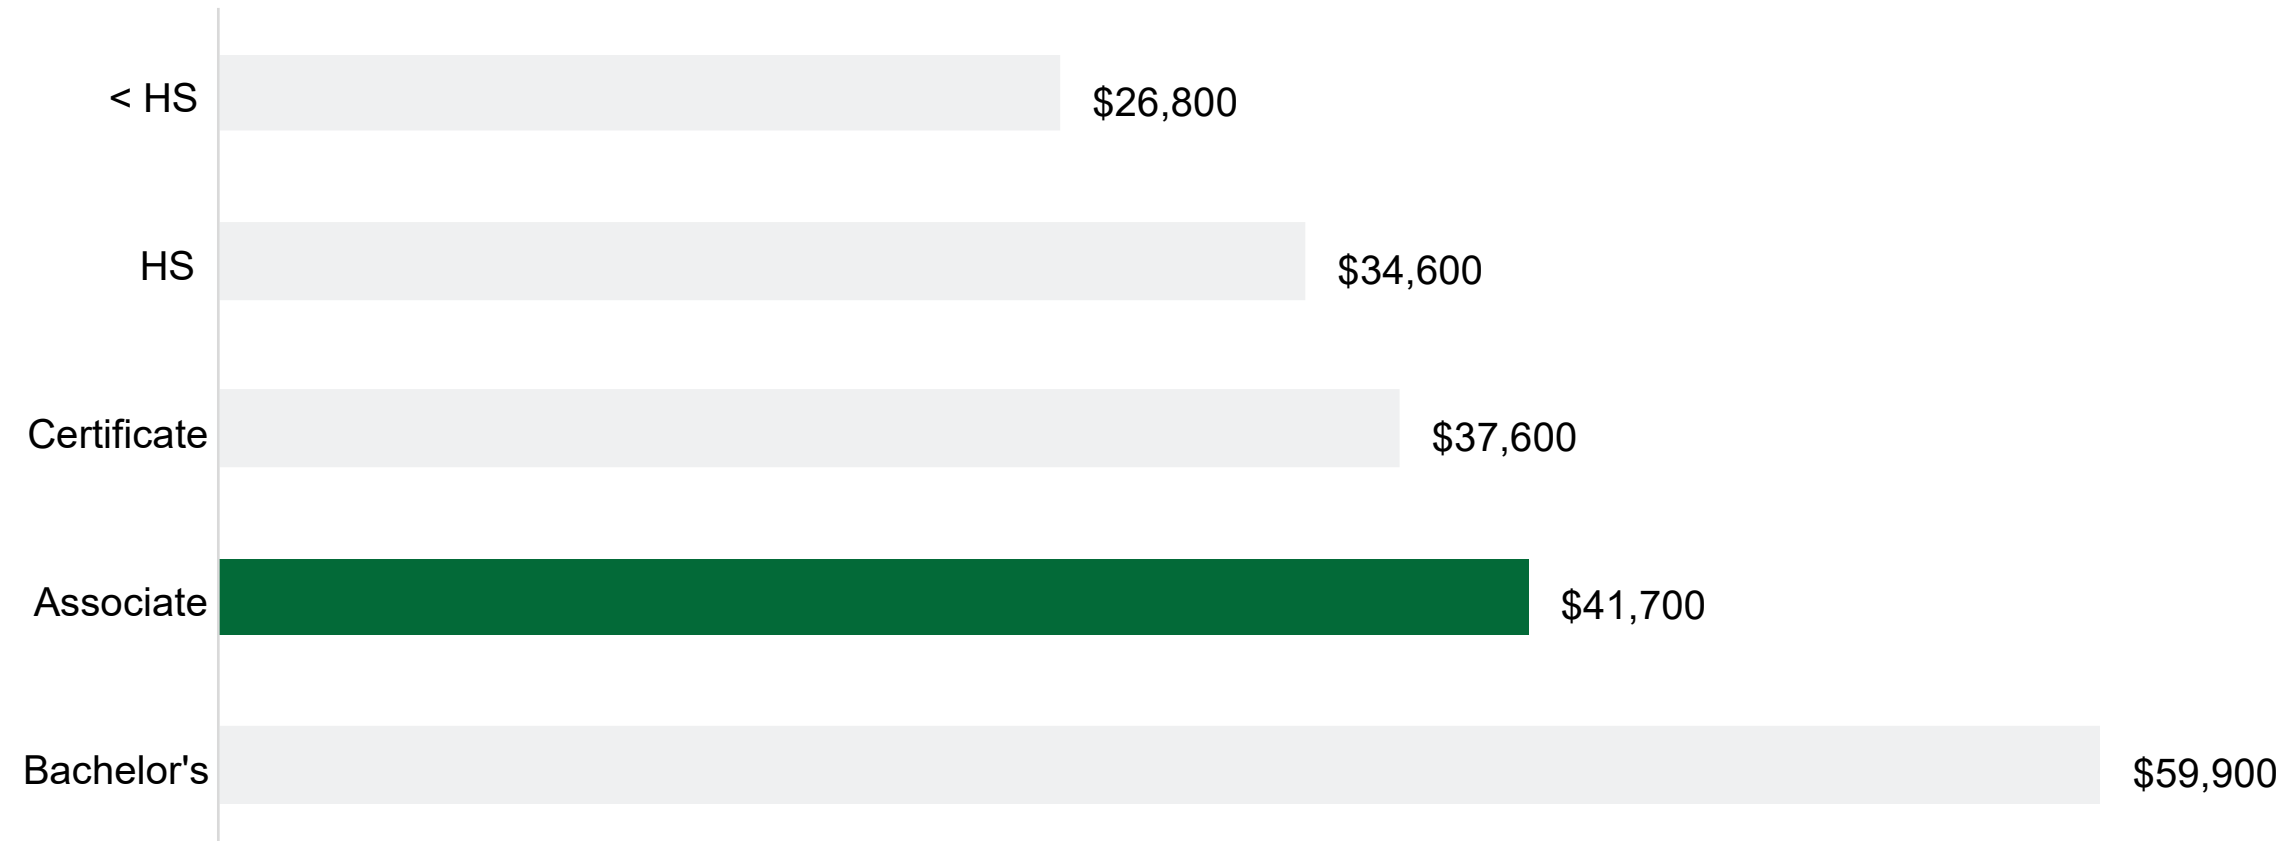 < HS $26,800
HS $34,600
Certificate $37,600
Associate $41,700
Bachelor's $59,900